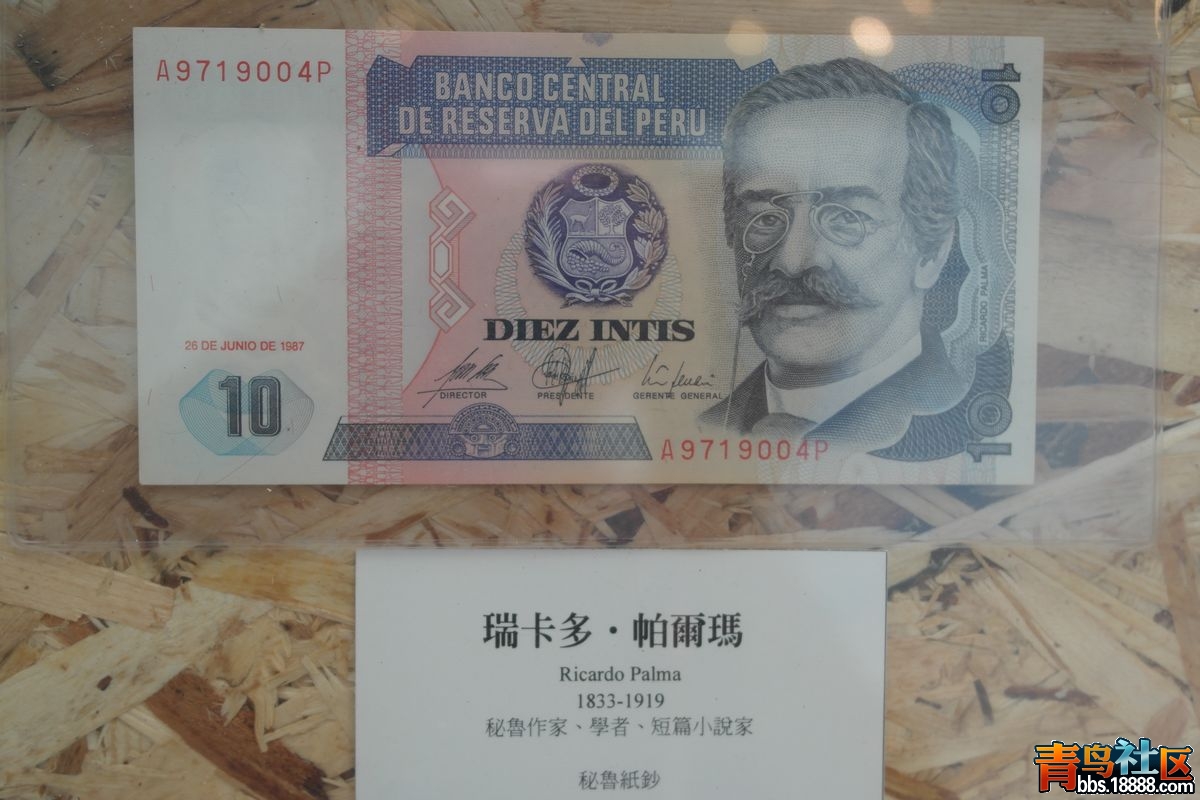 A9719004P
BANCO CENTRAL
DE RESERVA DEL PERU
10
RICARDO PALMA
DIEZ INTIS
26 DE JUNIO DE 1987
10
DIRECTOR
PRESIDENTE
GERENTE GENERAL
A9719004P
10
瑞卡多·帕爾瑪
Ricardo Palma
1833-1919
秘魯作家、學者、短篇小說家
秘魯紙鈔
青鸟社区
bbs.18888.com